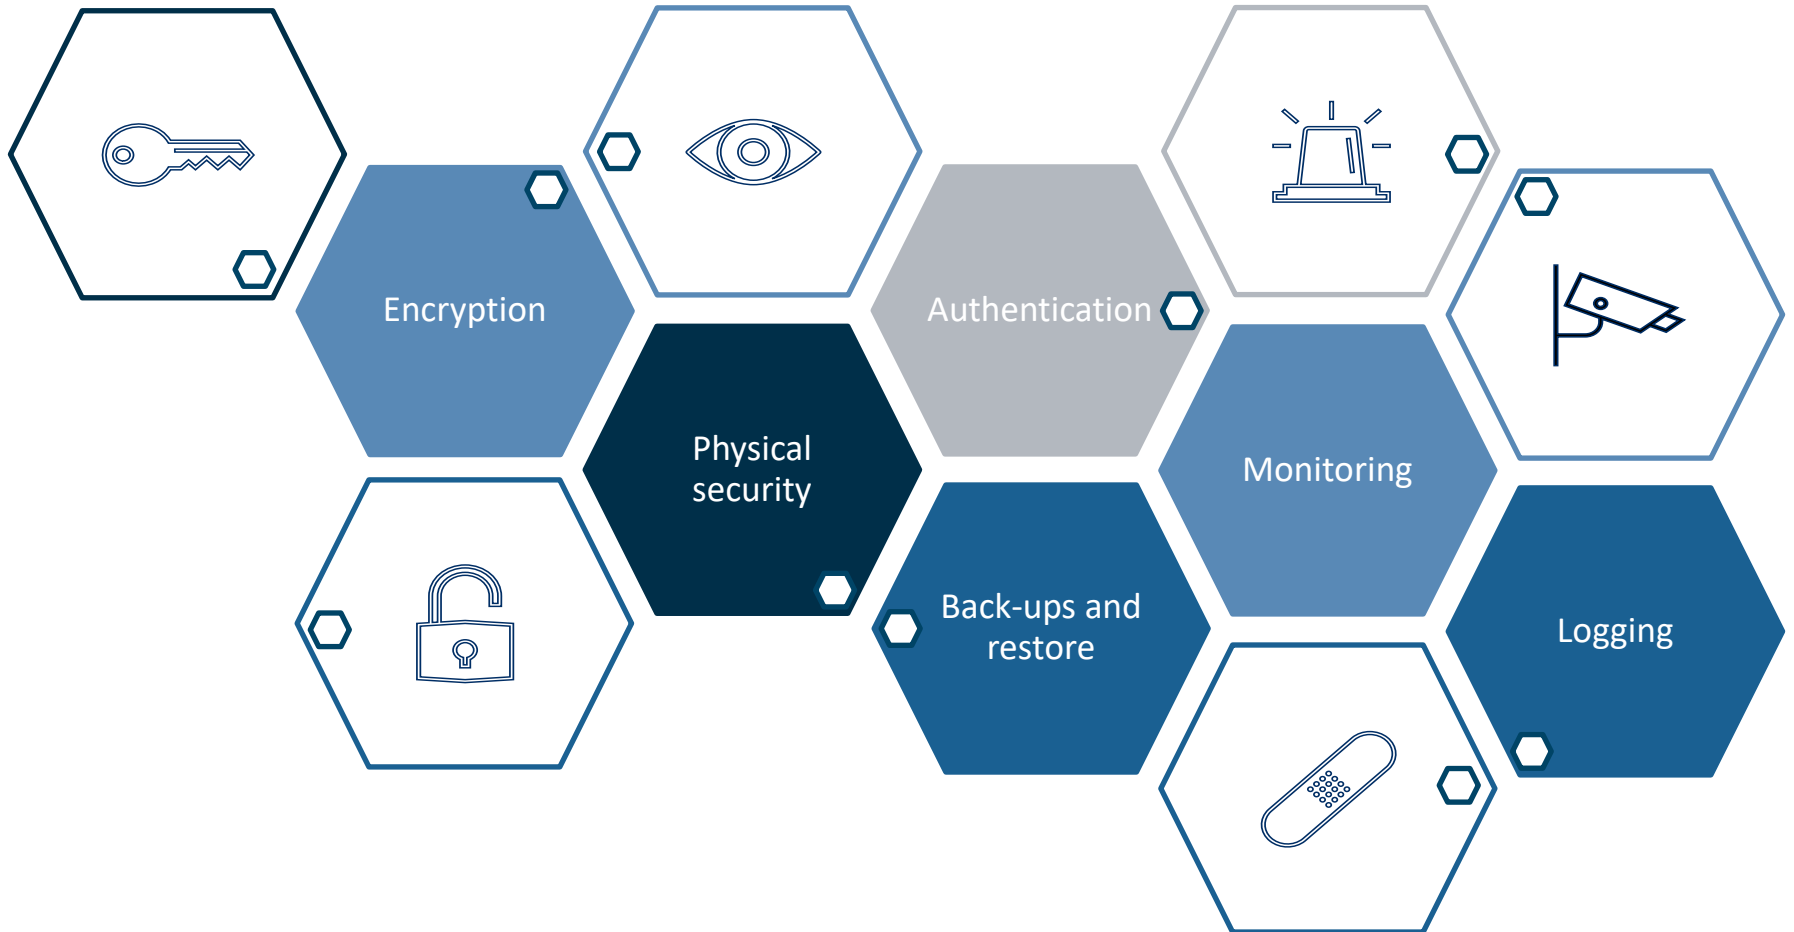 Encryption
Authentication
Physical
security
Monitoring
Back-ups and
restore
Logging